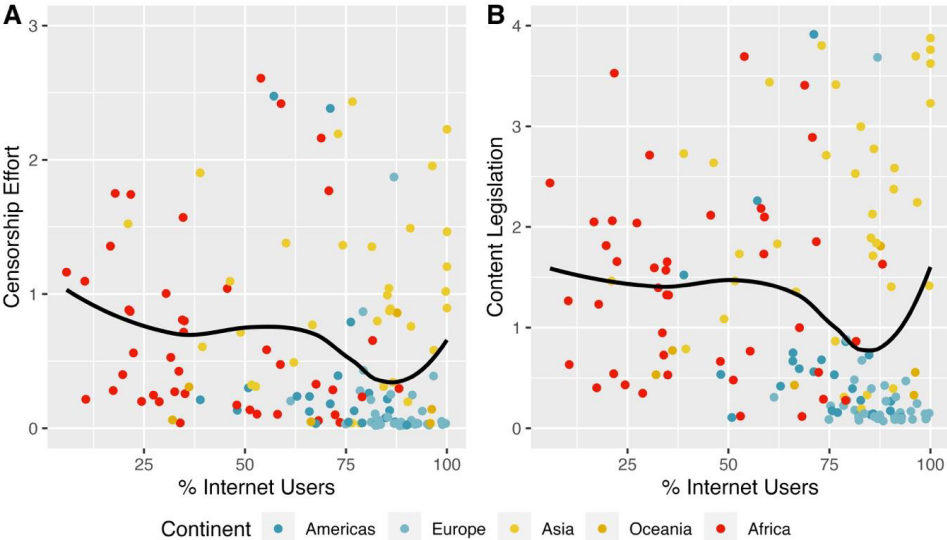 A
B
Censorship Effort
3
2
1
0
25
50
75
100
% Internet Users
Content Legislation
4
3
2
1
0
25
50
75
100
% Internet Users
Continent Americas Europe Asia Oceania Africa